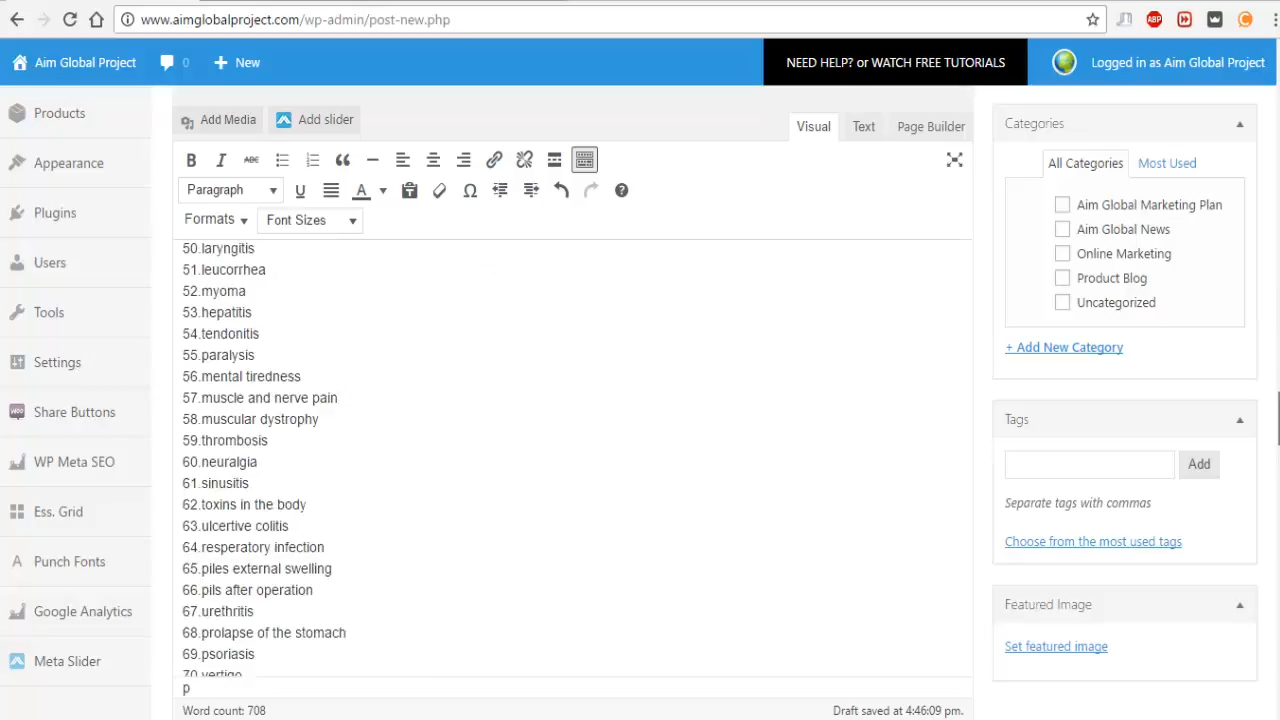 www.aimglobalproject.com/wp-admin/post-new.php
ABP
Aim Global Project
0
New
NEED HELP? or WATCH FREE TUTORIALS
Logged in as Aim Global Project
Products
Appearance
Plugins
Users
Tools
Settings
Share Buttons
WP Meta SEO
Ess. Grid
Punch Fonts
Google Analytics
Meta Slider
Add Media
Add slider
Visual
Text
Page Builder
B I ABC
Paragraph
U A Ω
Formats
Font Sizes
50.laryngitis
51.leucorrhea
52.myoma
53.hepatitis
54.tendonitis
55.paralysis
56.mental tiredness
57.muscle and nerve pain
58.muscular dystrophy
59.thrombosis
60.neuralgia
61.sinusitis
62.toxins in the body
63.ulcertive colitis
64.resperatory infection
65.piles external swelling
66.pils after operation
67.urethritis
68.prolapse of the stomach
69.psoriasis
70.vertigo
p
Word count: 708
Draft saved at 4:46:09 pm.
Categories
All Categories
Most Used
Aim Global Marketing Plan
Aim Global News
Online Marketing
Product Blog
Uncategorized
+ Add New Category
Tags
Add
Separate tags with commas
Choose from the most used tags
Featured Image
Set featured image